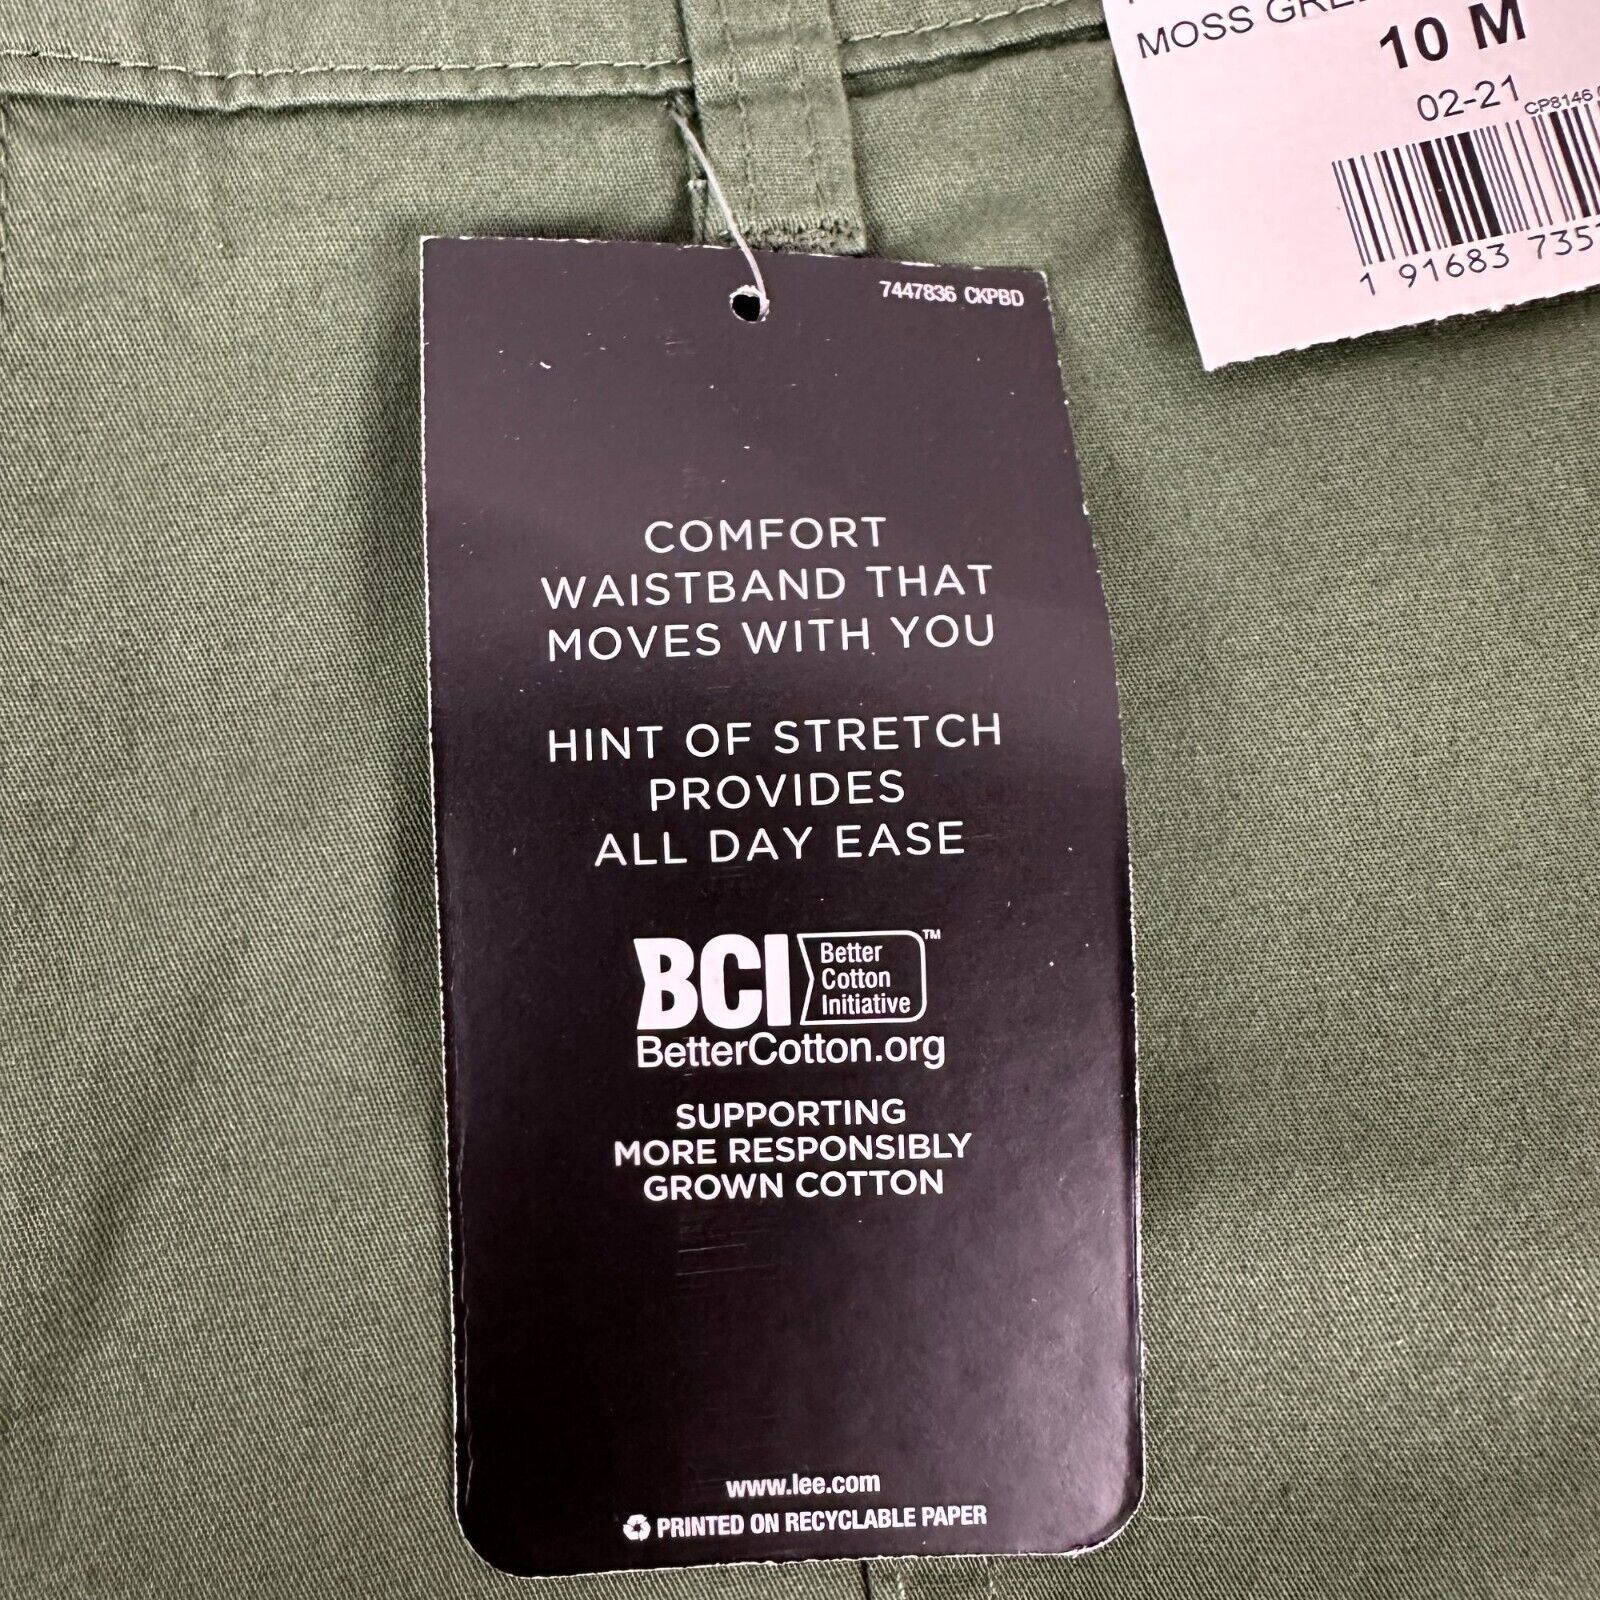 MOSS
10 M
02-21
CP8146
1 91683
7447836 CKPBD
COMFORT
WAISTBAND THAT
MOVES WITH YOU
HINT OF STRETCH
PROVIDES
ALL DAY EASE
BCI Better
Cotton
Initiative ™
BetterCotton.org
SUPPORTING
MORE RESPONSIBLY
GROWN COTTON
www.lee.com
PRINTED ON RECYCLABLE PAPER